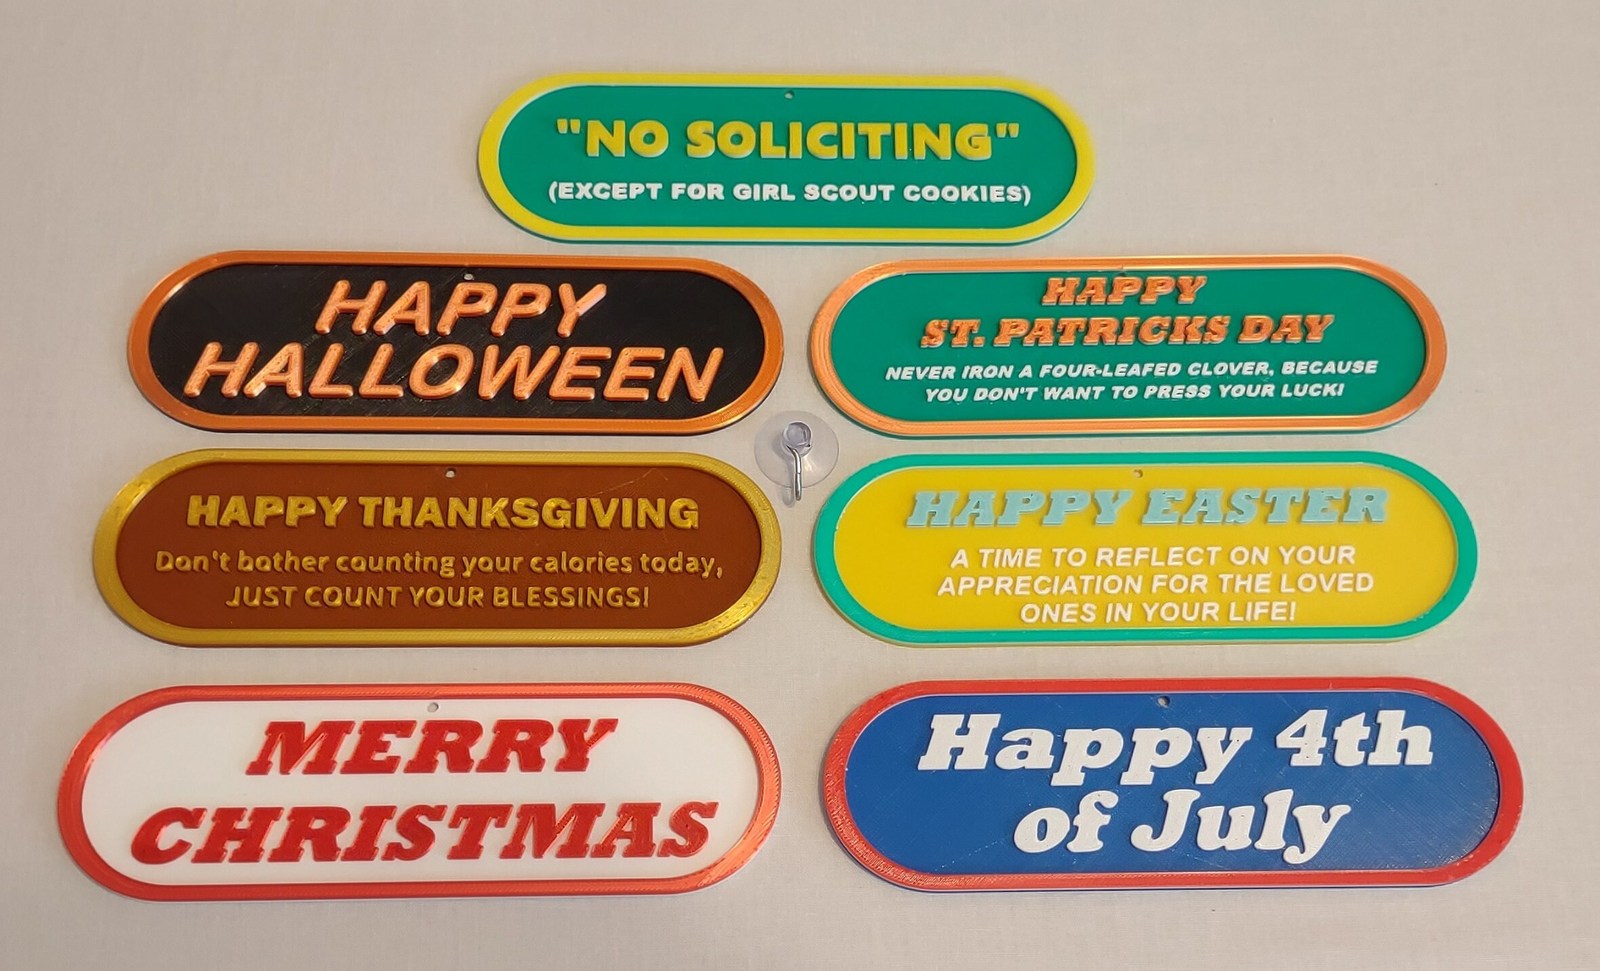 "NO SOLICITING"
(EXCEPT FOR GIRL SCOUT COOKIES)
HAPPY
HALLOWEEN
HAPPY
ST. PATRICKS DAY
NEVER IRON A FOUR-LEAFED CLOVER, BECAUSE
YOU DON'T WANT TO PRESS YOUR LUCK!
HAPPY THANKSGIVING
Don't bother counting your calories today,
JUST COUNT YOUR BLESSINGS!
HAPPY EASTER
A TIME TO REFLECT ON YOUR
APPRECIATION FOR THE LOVED
ONES IN YOUR LIFE!
MERRY
CHRISTMAS
Happy 4th
of July